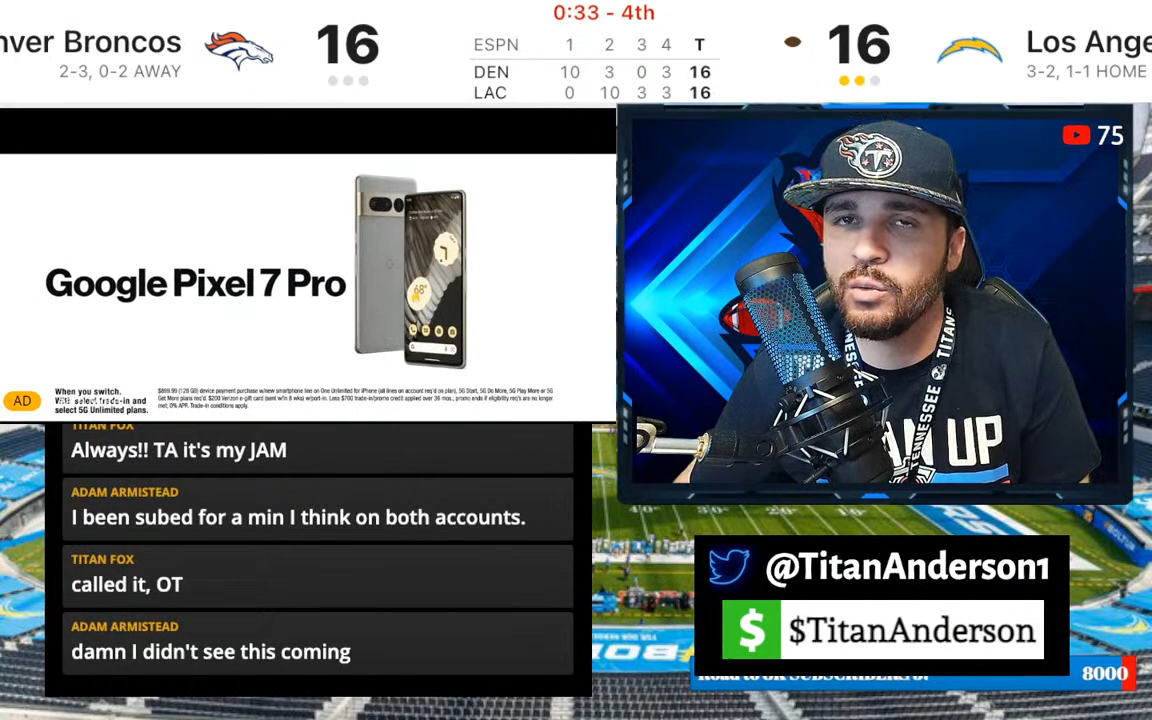 nver Broncos
2-3, 0-2 AWAY
16
0:33 - 4th
ESPN 1 2 3 4 T
DEN 10 3 0 3 16
LAC 0 10 3 3 16
16
Los Ange
3-2, 1-1 HOME
75
Google Pixel 7 Pro
AD
When you switch.
select 5G Unlimited plans.
TITAN FOX
Always!! TA it's my JAM
ADAM ARMISTEAD
I been subed for a min I think on both accounts.
TITAN FOX
called it, OT
ADAM ARMISTEAD
damn I didn't see this coming
TENNESSEE TITANS
AN UP
@TitanAnderson1
$ $TitanAnderson
8000